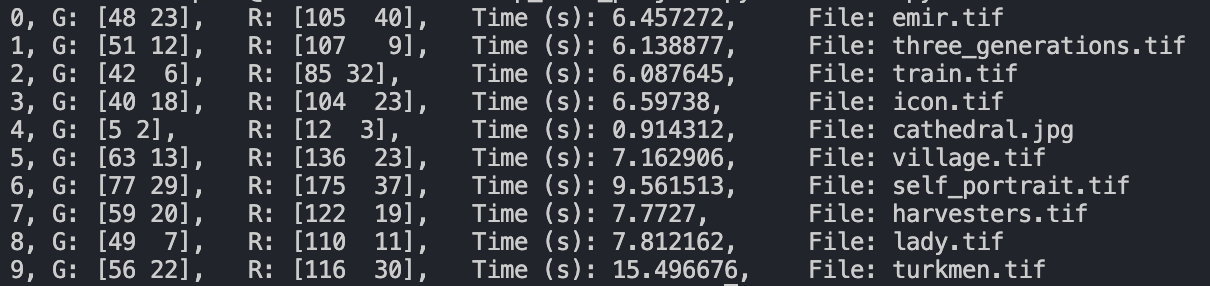 0, G: [48 23],   R: [105  40],   Time (s): 6.457272,     File: emir.tif
1, G: [51 12],   R: [107   9],   Time (s): 6.138877,     File: three_generations.tif
2, G: [42  6],   R: [85 32],     Time (s): 6.087645,     File: train.tif
3, G: [40 18],   R: [104  23],   Time (s): 6.59738,      File: icon.tif
4, G: [5 2],     R: [12  3],     Time (s): 0.914312,     File: cathedral.jpg
5, G: [63 13],   R: [136  23],   Time (s): 7.162906,     File: village.tif
6, G: [77 29],   R: [175  37],   Time (s): 9.561513,     File: self_portrait.tif
7, G: [59 20],   R: [122  19],   Time (s): 7.7727,       File: harvesters.tif
8, G: [49  7],   R: [110  11],   Time (s): 7.812162,     File: lady.tif
9, G: [56 22],   R: [116  30],   Time (s): 15.496676,    File: turkmen.tif